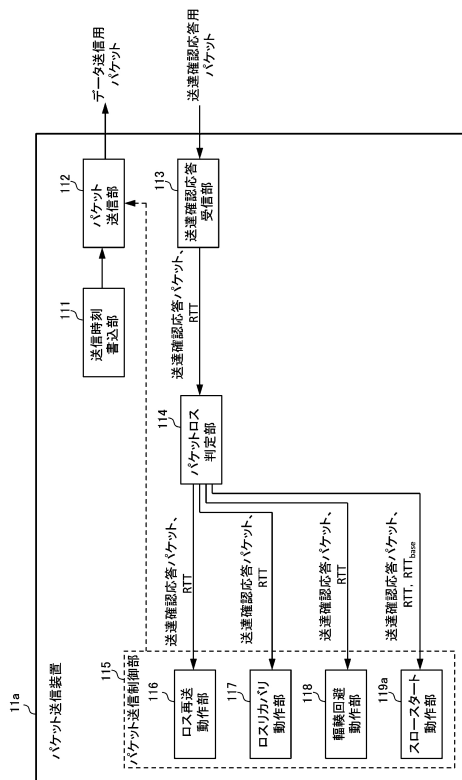 11a
パケット送信装置
115
パケット送信制御部
116
ロス再送
動作部
117
ロスリカバリ
動作部
118
輻輳回避
動作部
119a
スロースタート
動作部
送達確認応答パケット、
RTT
送達確認応答パケット、
RTT
送達確認応答パケット、
RTT
送達確認応答パケット、
RTT, RTTbase
114
パケットロス
判定部
送達確認応答パケット、
RTT
111
送信時刻
書込部
112
パケット
送信部
113
送達確認応答
受信部
データ送信用
パケット
送達確認応答用
パケット